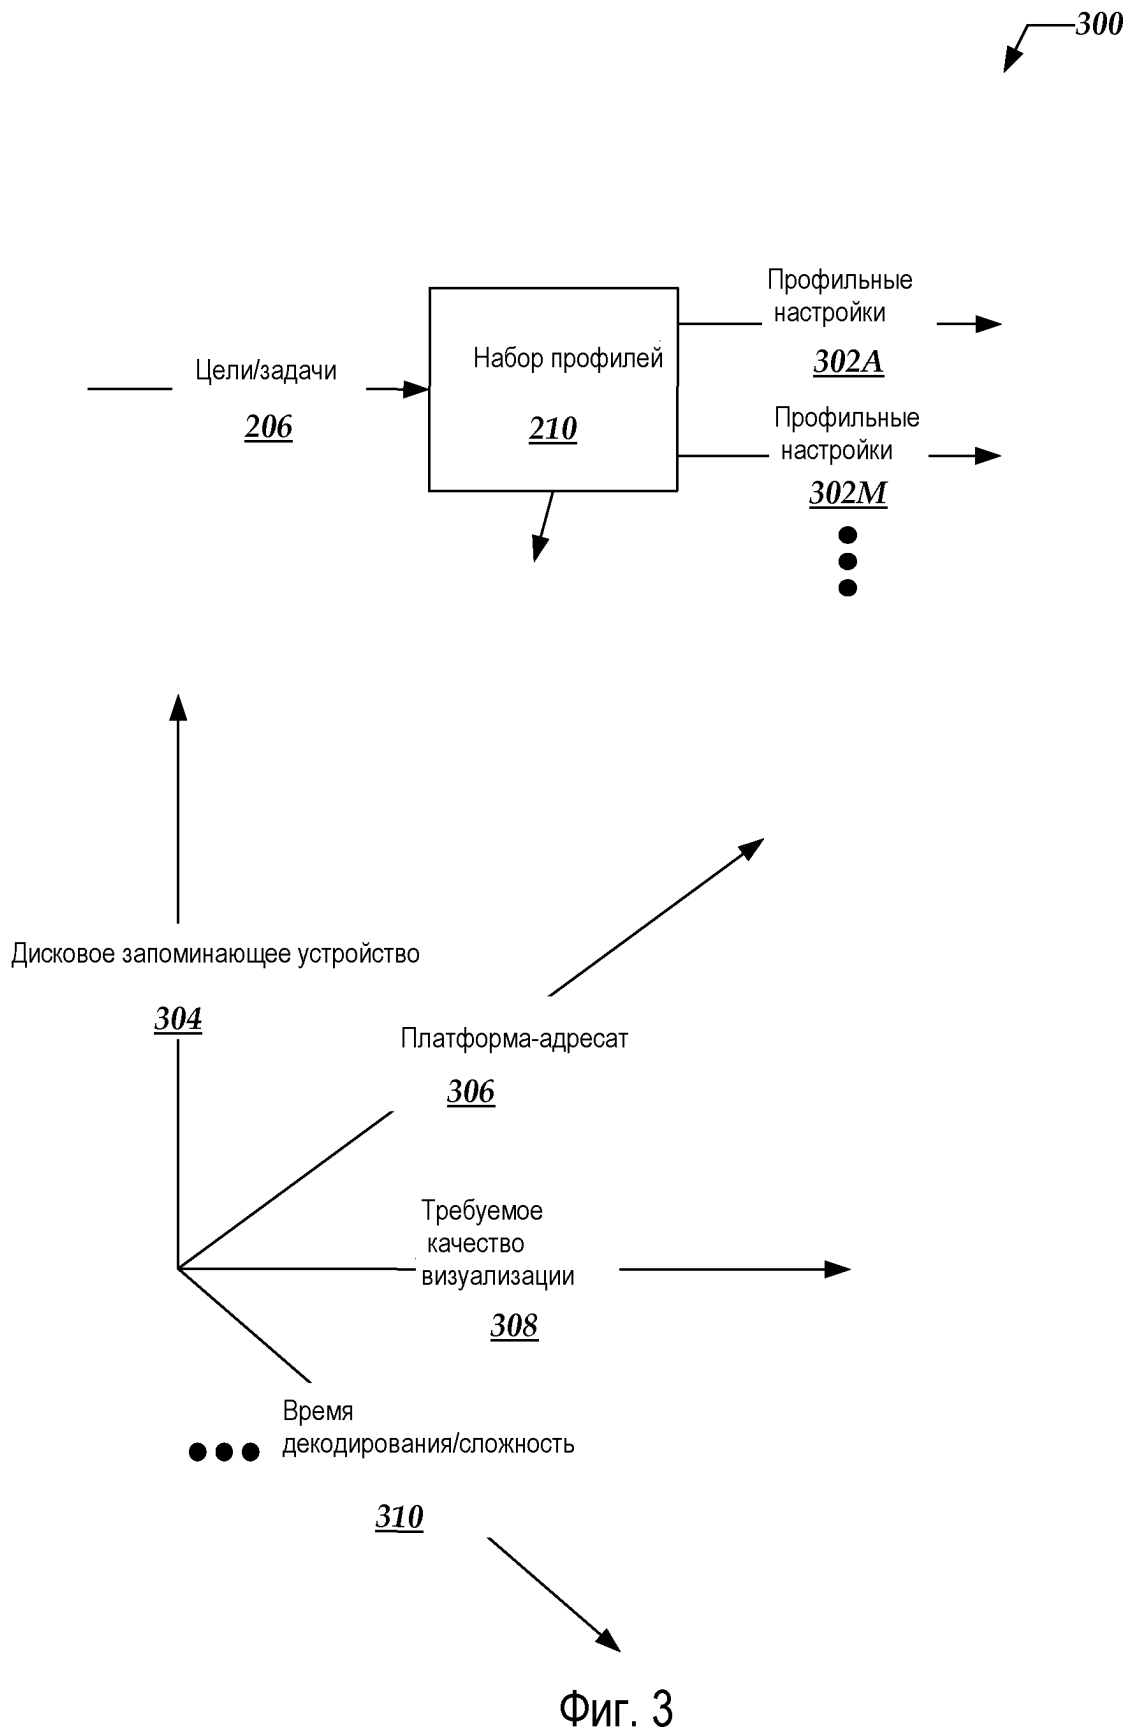 300
Профильные
настройки
302A
Цели/задачи
206
Набор профилей
210
Профильные
настройки
302M
Дисковое запоминающее устройство
304
Платформа-адресат
306
Требуемое
качество
визуализации
308
Время
декодирования/сложность
310
Фиг. 3